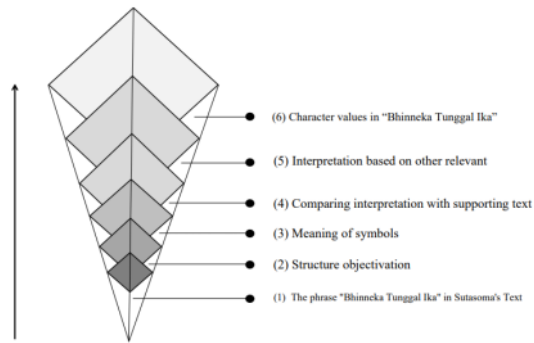 (6) Character values in “Bhinneka Tunggal Ika”
(5) Interpretation based on other relevant
(4) Comparing interpretation with supporting text
(3) Meaning of symbols
(2) Structure objectivation
(1) The phrase "Bhinneka Tunggal Ika" in Sutasoma's Text